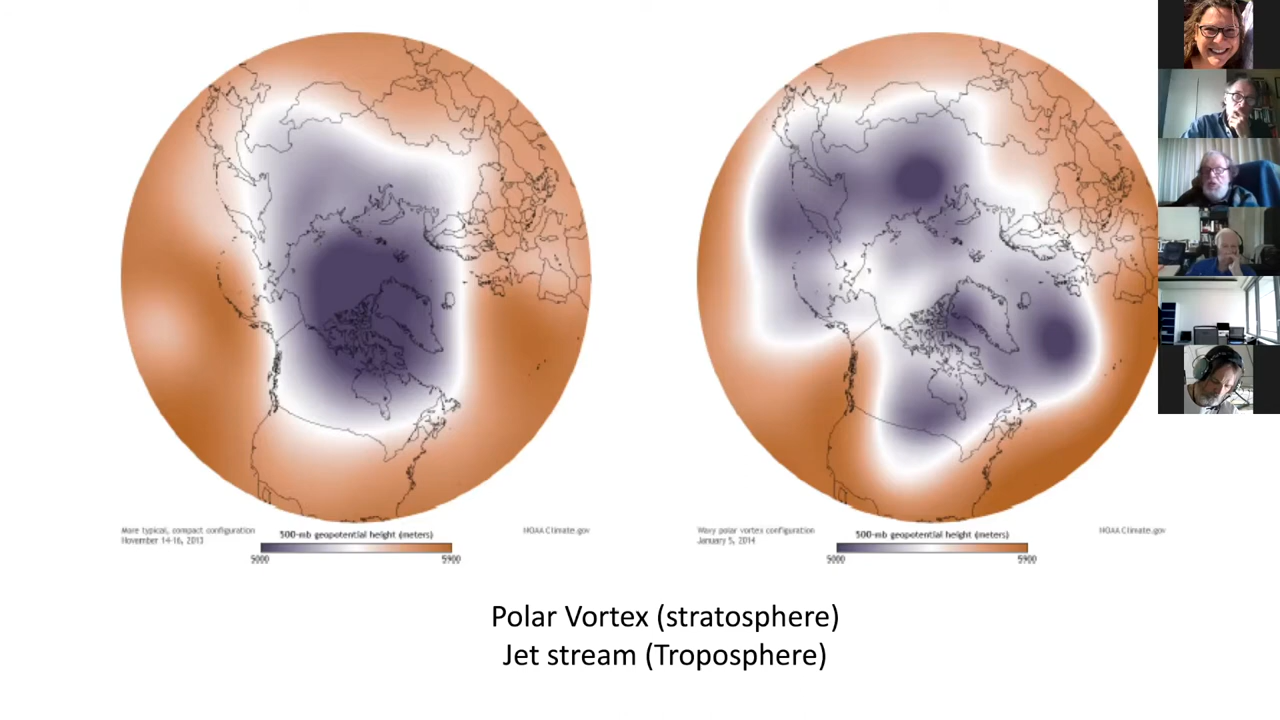 More typical, compact configuration
November 14-16, 2013
500-mb geopotential height (meters)
5000
5900
NOAA Climate.gov
Wavy polar vortex configuration
January 5, 2014
500-mb geopotential height (meters)
5000
5900
NOAA Climate.gov
Polar Vortex (stratosphere)
Jet stream (Troposphere)